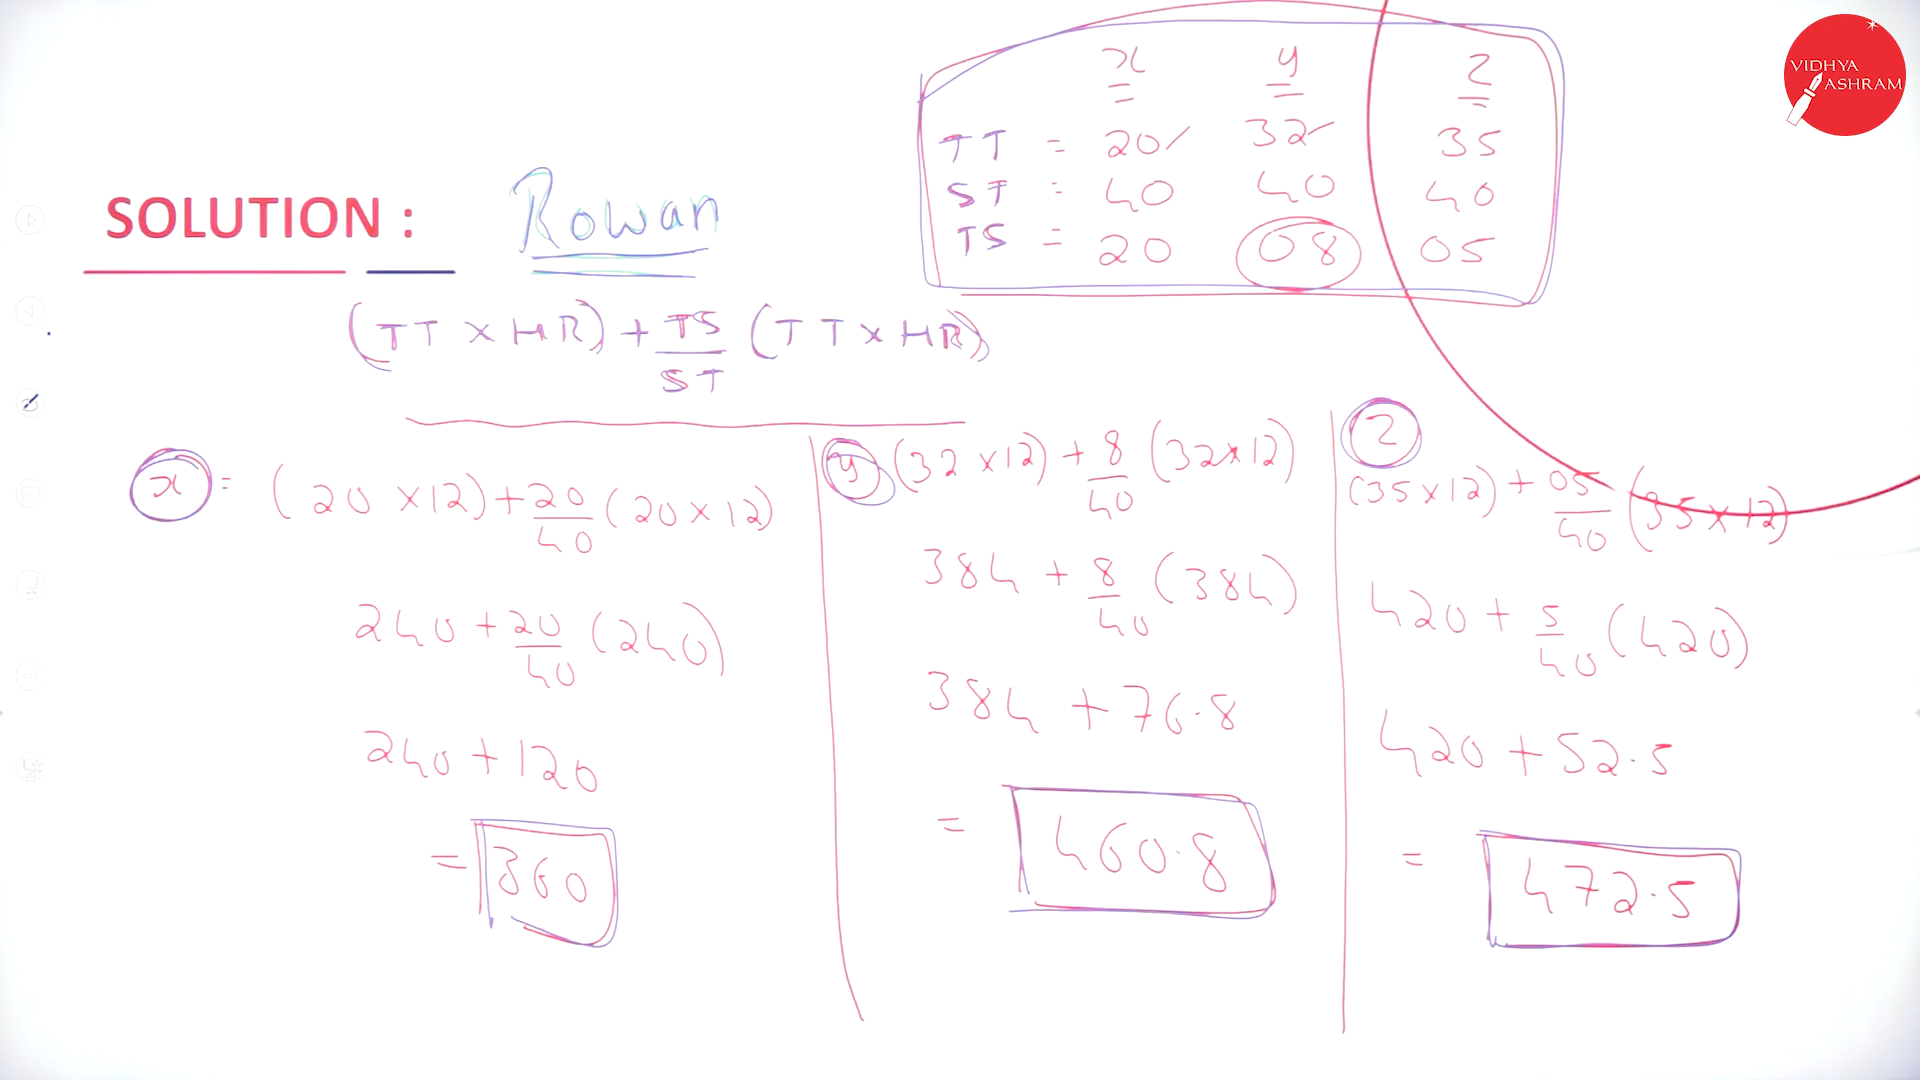 VIDHYA
ASHRAM
x y z
TT = 20 32 35
ST = 40 40 40
TS = 20 08 05
SOLUTION : Rowan
(TT x HR) + TS/ST (TT x HR)
x = (20 x 12) + 20/40 (20 x 12)
240 + 20/40 (240)
240 + 120
= 360
y (32 x 12) + 8/40 (32 x 12)
384 + 8/40 (384)
384 + 76.8
= 460.8
z
(35 x 12) + 05/40 (35 x 12)
420 + 5/40 (420)
420 + 52.5
= 472.5